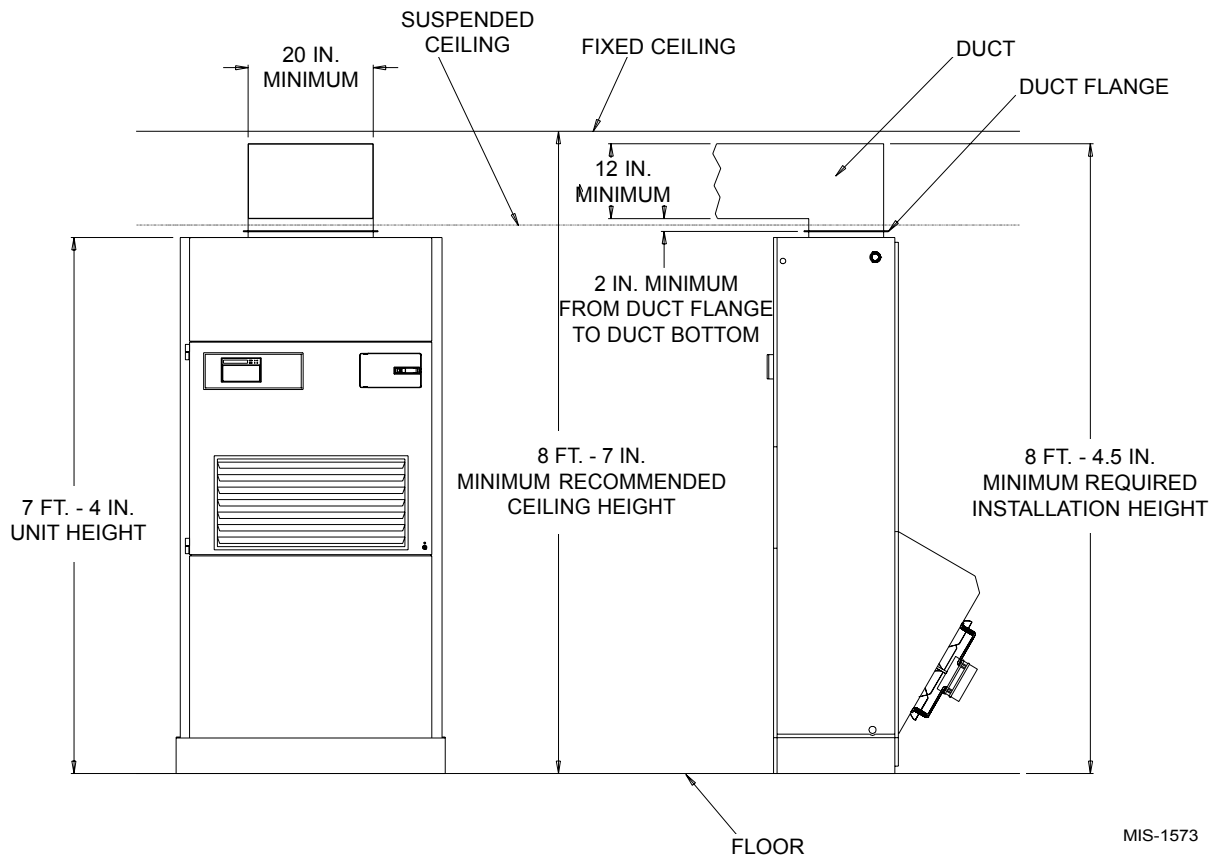 SUSPENDED
CEILING
20 IN.
MINIMUM
FIXED CEILING
DUCT
DUCT FLANGE
12 IN.
MINIMUM
2 IN. MINIMUM
FROM DUCT FLANGE
TO DUCT BOTTOM
7 FT. - 4 IN.
UNIT HEIGHT
8 FT. - 7 IN.
MINIMUM RECOMMENDED
CEILING HEIGHT
8 FT. - 4.5 IN.
MINIMUM REQUIRED
INSTALLATION HEIGHT
FLOOR
MIS-1573